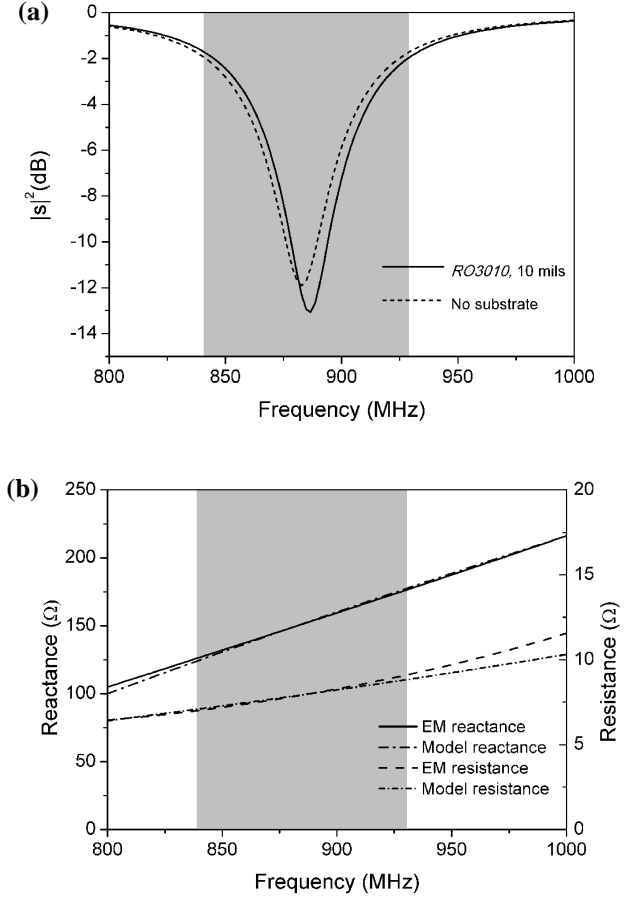 (a)
0
-2
-4
-6
-8
-10
-12
-14
|s|²(dB)
RO3010, 10 mils
No substrate
800 850 900 950 1000
Frequency (MHz)
(b)
250
200
150
100
50
0
Reactance (Ω)
20
15
10
5
0
Resistance (Ω)
EM reactance
Model reactance
EM resistance
Model resistance
800 850 900 950 1000
Frequency (MHz)